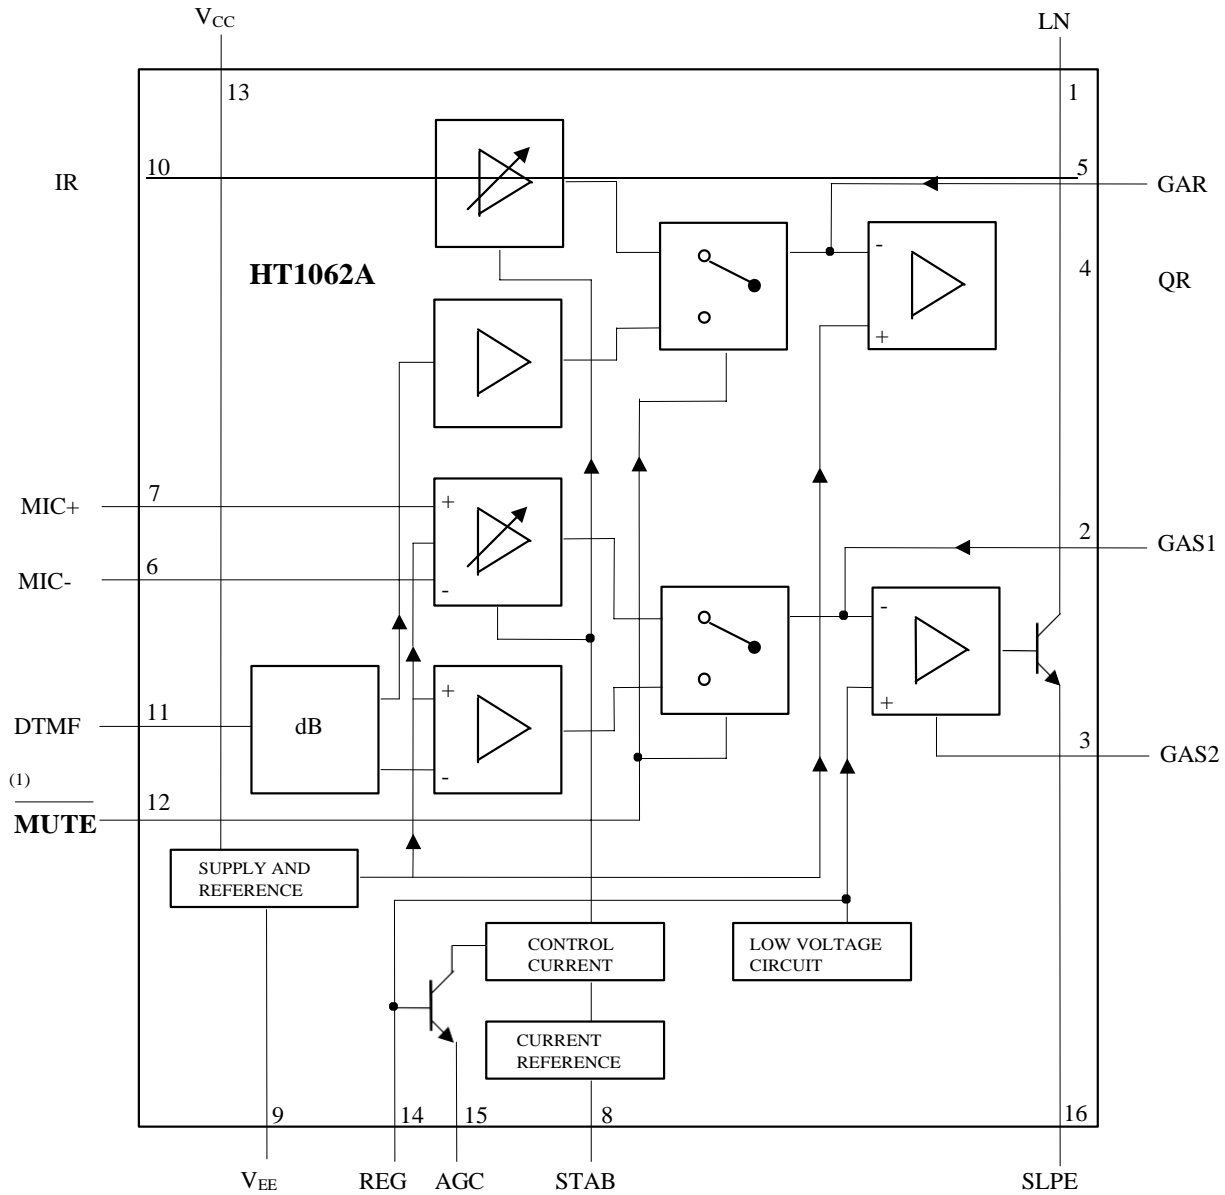 VCC LN
13 1
10 5
IR GAR
HT1062A 4 QR
-
+
MIC+ 7 +
2 GAS1
MIC- 6 -
-
+
DTMF 11 dB +
-
3 GAS2
(1)
MUTE 12
SUPPLY AND
REFERENCE
CONTROL
CURRENT
LOW VOLTAGE
CIRCUIT
CURRENT
REFERENCE
9 14 15 8 16
VEE REG AGC STAB SLPE